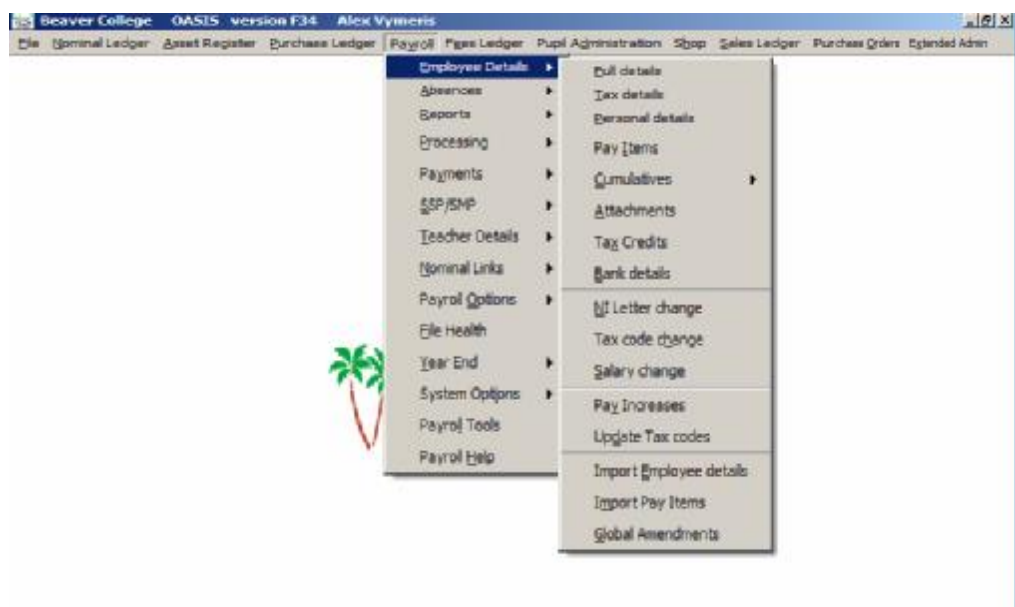 Beaver College OASIS version F34 Alex Vymeris
File Nominal Ledger Asset Register Purchase Ledger Payroll Fees Ledger Pupil Administration Shop Sales Ledger Purchase Orders Extended Admin
Employee Details
Absences
Reports
Processing
Payments
SSP/SMP
Teacher Details
Nominal Links
Payroll Options
File Health
Year End
System Options
Payroll Tools
Payroll Help
Full details
Tax details
Personal details
Pay Items
Cumulatives
Attachments
Tax Credits
Bank details
NI Letter change
Tax code change
Salary change
Pay Increases
Update Tax codes
Import Employee details
Import Pay Items
Global Amendments